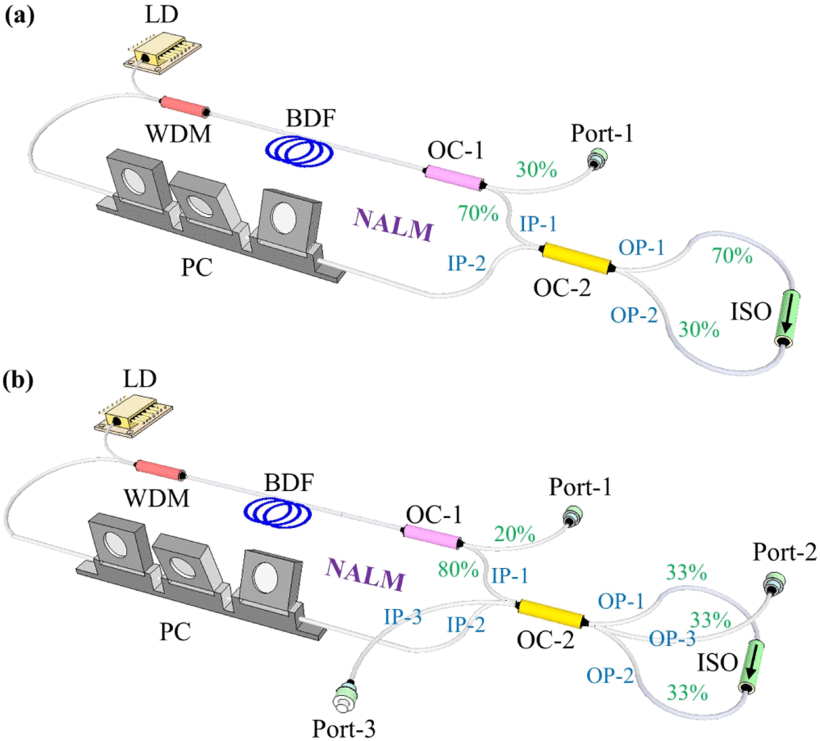 (a)
LD
WDM
BDF
OC-1
30%
Port-1
70%
IP-1
NALM
IP-2
PC
OC-2
OP-1
70%
OP-2
30%
ISO
(b)
LD
WDM
BDF
OC-1
20%
Port-1
80%
IP-1
NALM
IP-3
IP-2
PC
OC-2
OP-1
33%
Port-2
33%
OP-3
OP-2
ISO
33%
Port-3